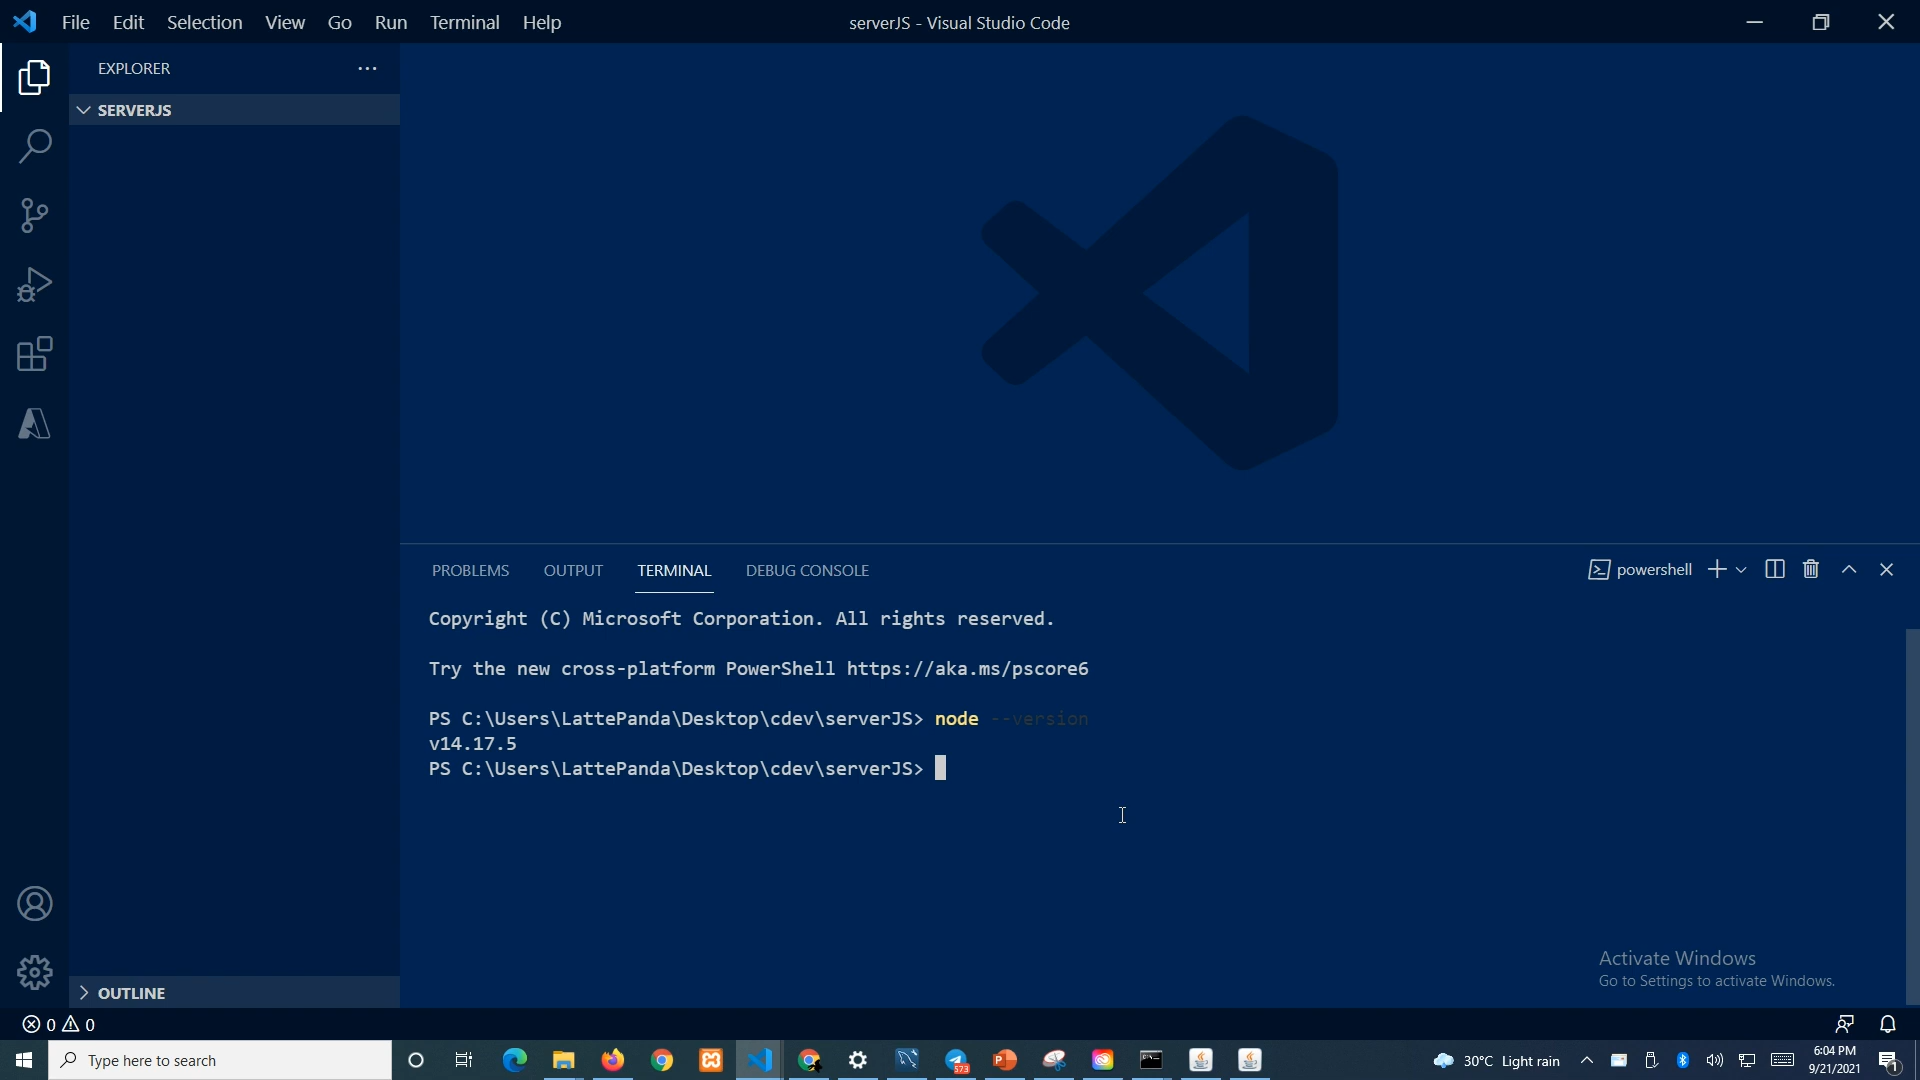 File Edit Selection View Go Run Terminal Help
serverJS - Visual Studio Code
EXPLORER
SERVERJS
PROBLEMS OUTPUT TERMINAL DEBUG CONSOLE
powershell
Copyright (C) Microsoft Corporation. All rights reserved.
Try the new cross-platform PowerShell https://aka.ms/pscore6
PS C:\Users\LattePanda\Desktop\cdev\serverJS> node --version
v14.17.5
PS C:\Users\LattePanda\Desktop\cdev\serverJS>
Activate Windows
Go to Settings to activate Windows.
OUTLINE
0 0
Type here to search
573
30°C Light rain
6:04 PM
9/21/2021
1